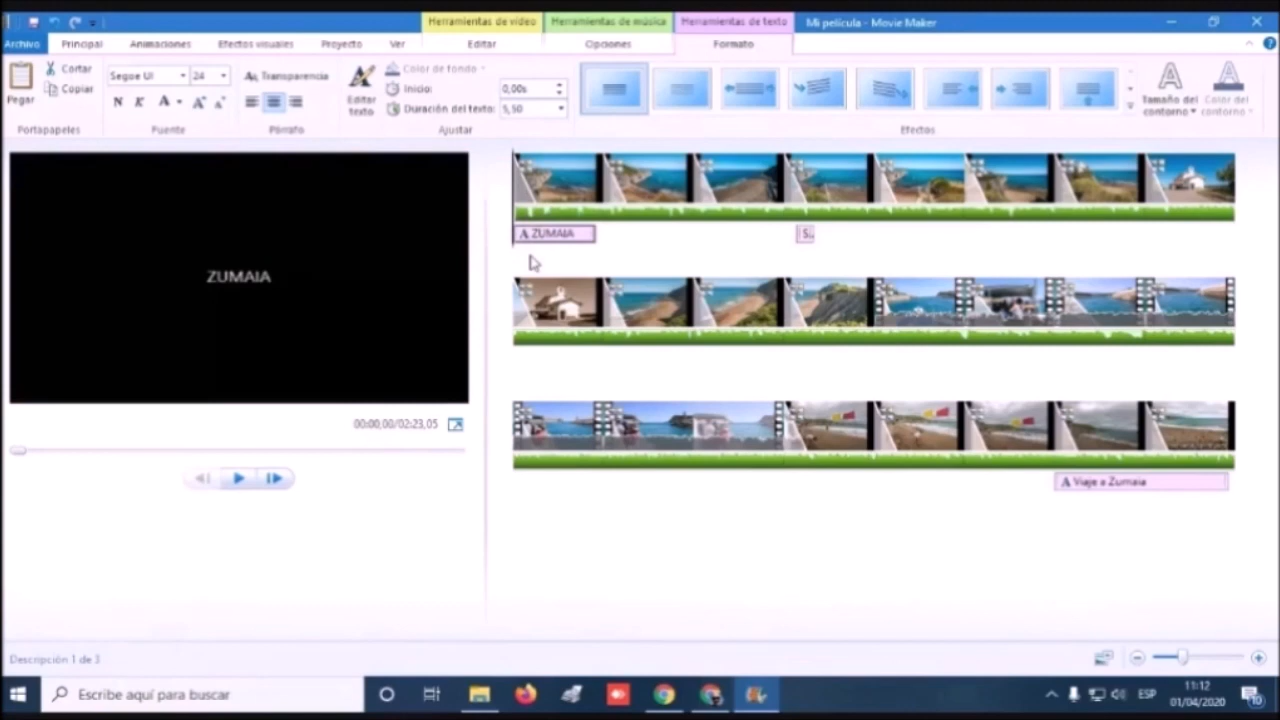 Herramientas de vídeo Herramientas de música Herramientas de texto Mi película - Movie Maker
Archivo Principal Animaciones Efectos visuales Proyecto Ver Editar Opciones Formato
Pegar
Cortar
Copiar
Portapapeles
Segoe UI 24
N K A A A
Puente
Transparencia
Párrafo
Editar
texto
Color de fondo
Inicio: 0,00s
Duración del texto: 5,50
Ajustar
Efectos
Tamaño del
contorno
Color del
contorno
ZUMAIA
00:00,00/02:23,05
A ZUMAIA
A Viaje a Zumaia
Descripción 1 de 3
Escribe aquí para buscar
ESP
11:12
01/04/2020
10